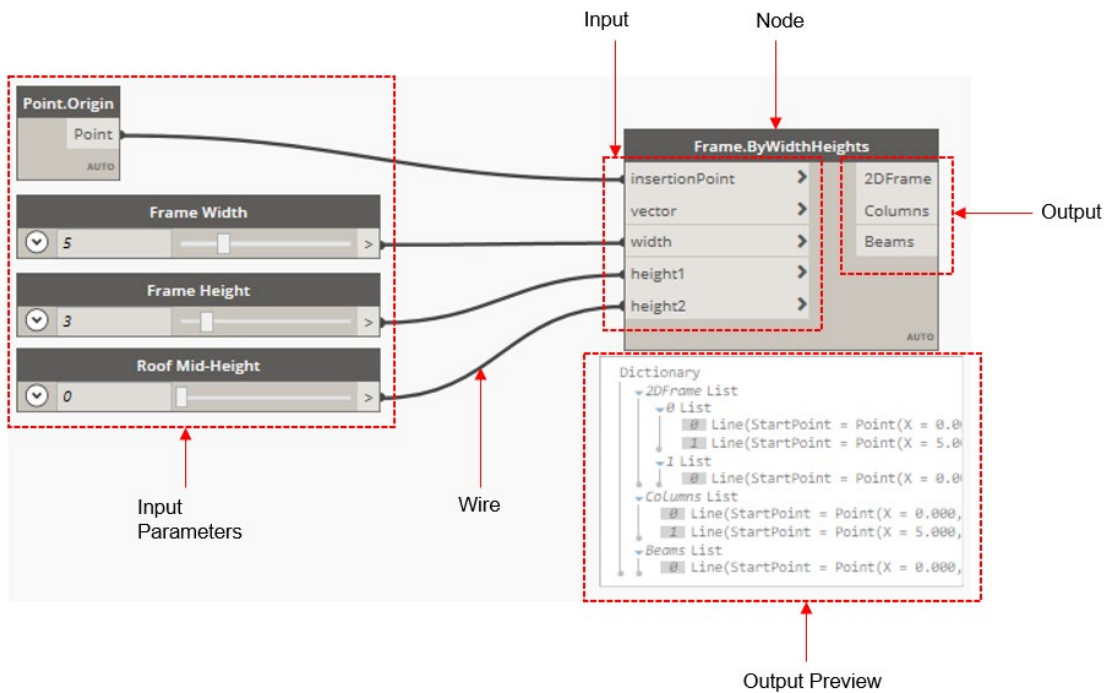 Input
Node
Point.Origin
Point
AUTO
Frame Width
5
>
Frame Height
3
>
Roof Mid-Height
0
>
Frame.ByWidthHeights
insertionPoint >
2DFrame
vector >
Columns
width >
Beams
height1 >
height2 >
AUTO
Output
Dictionary
2DFrame List
0 List
0 Line(StartPoint = Point(X = 0.00
1 Line(StartPoint = Point(X = 5.00
1 List
0 Line(StartPoint = Point(X = 0.00
Columns List
0 Line(StartPoint = Point(X = 0.000,
1 Line(StartPoint = Point(X = 5.000,
Beams List
0 Line(StartPoint = Point(X = 0.000,
Input
Parameters
Wire
Output Preview